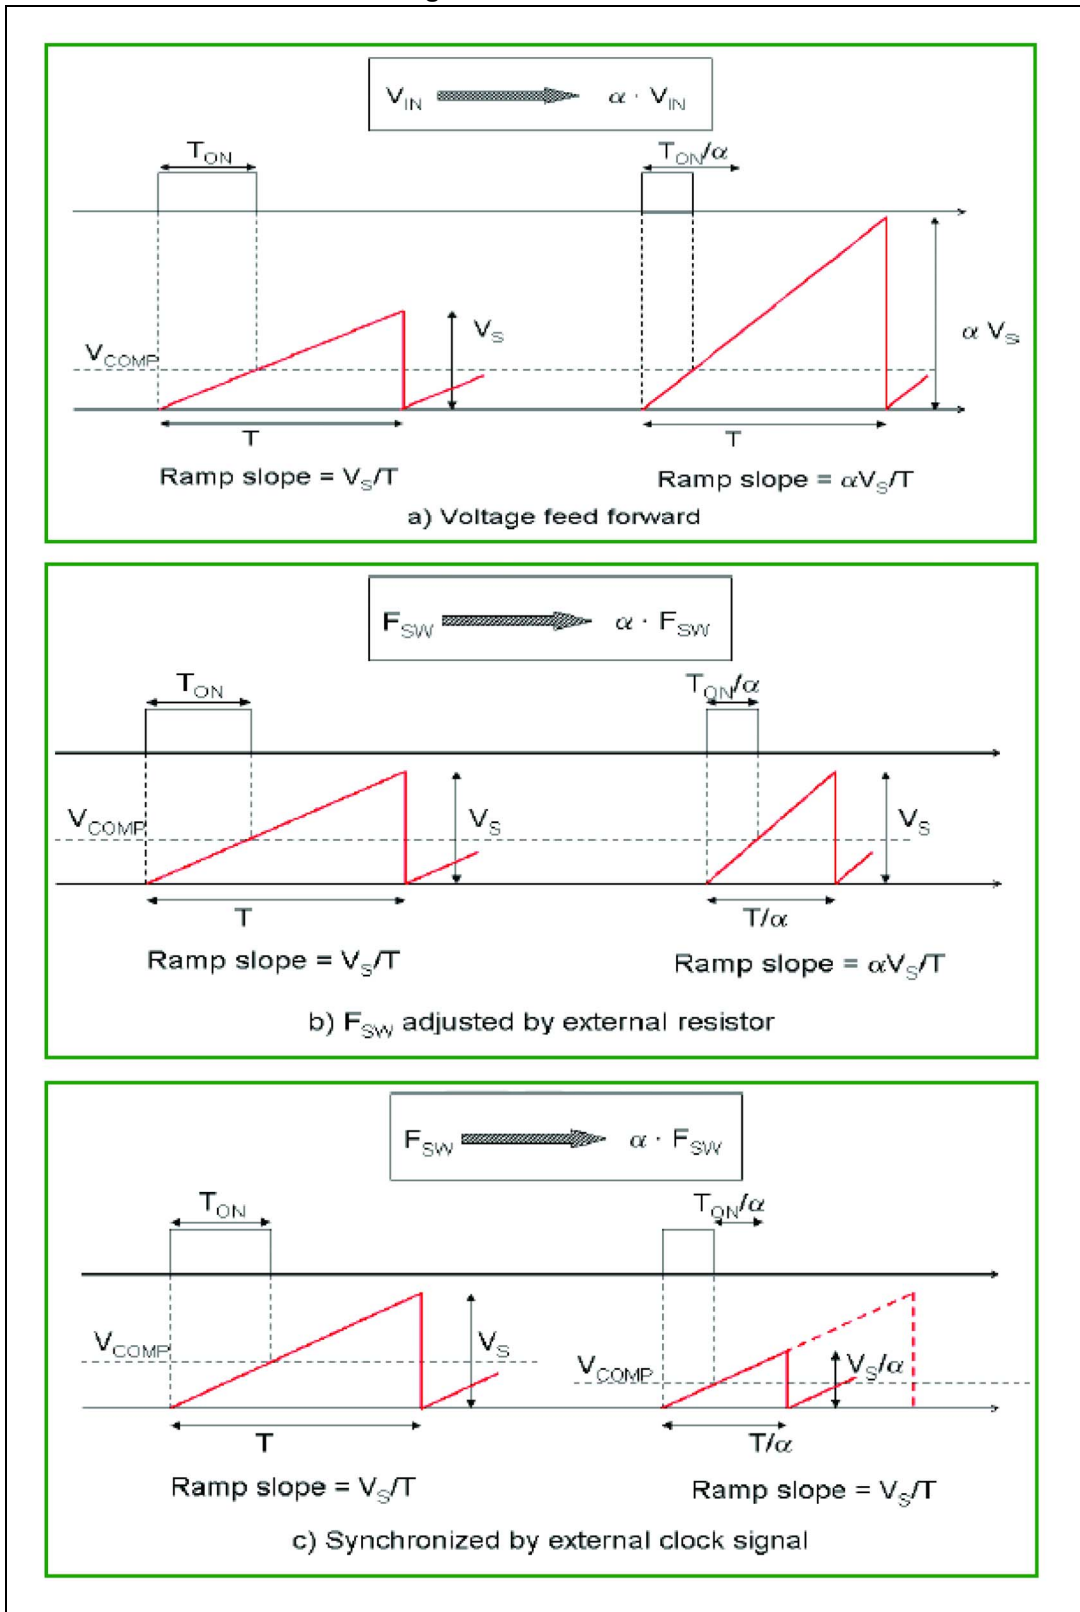 V_IN α · V_IN
T_ON T_ON/α
V_COMP V_S α V_S
T T
Ramp slope = V_S/T Ramp slope = αV_S/T
a) Voltage feed forward
F_SW α · F_SW
T_ON T_ON/α
V_COMP V_S V_S
T T/α
Ramp slope = V_S/T Ramp slope = αV_S/T
b) F_SW adjusted by external resistor
F_SW α · F_SW
T_ON T_ON/α
V_COMP V_S V_COMP V_S/α
T T/α
Ramp slope = V_S/T Ramp slope = V_S/T
c) Synchronized by external clock signal